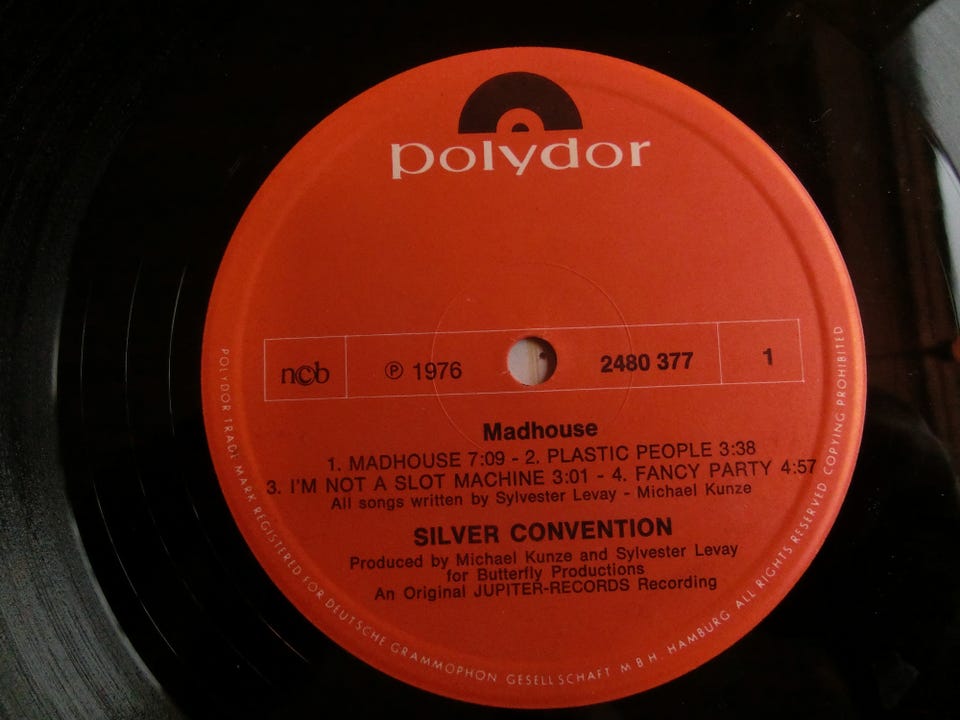 polydor
ncb
℗ 1976
2480 377
1
Madhouse
1. MADHOUSE 7:09 - 2. PLASTIC PEOPLE 3:38
3. I'M NOT A SLOT MACHINE 3:01 - 4. FANCY PARTY 4:57
All songs written by Sylvester Levay - Michael Kunze
SILVER CONVENTION
Produced by Michael Kunze and Sylvester Levay
for Butterfly Productions
An Original JUPITER-RECORDS Recording
POLYDOR TRADE MARK REGISTERED FOR DEUTSCHE GRAMMOPHON GESELLSCHAFT M B H. HAMBURG ALL RIGHTS RESERVED COPYING PROHIBITED